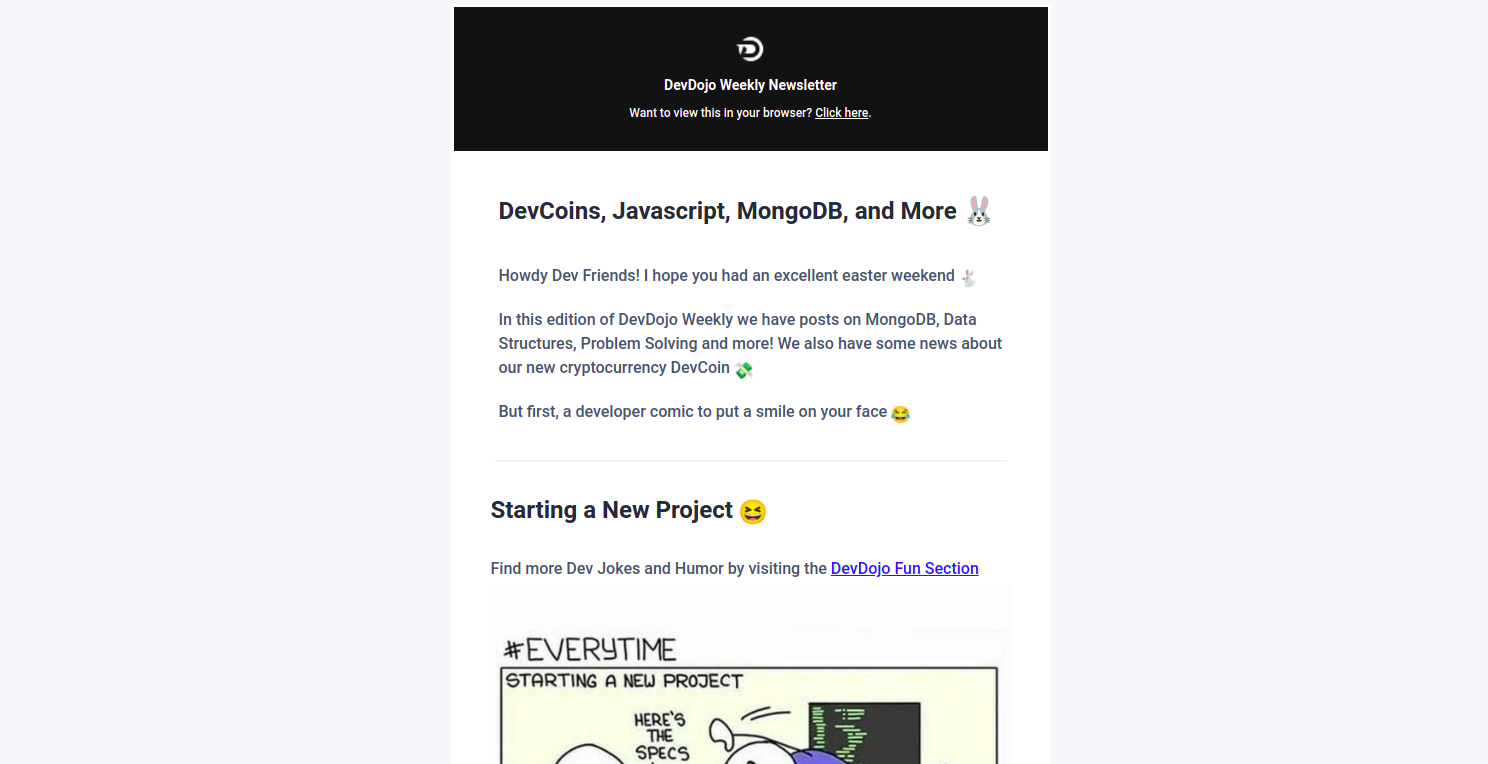 DevDojo Weekly Newsletter
Want to view this in your browser? Click here.
DevCoins, Javascript, MongoDB, and More 🐰
Howdy Dev Friends! I hope you had an excellent easter weekend 🐇
In this edition of DevDojo Weekly we have posts on MongoDB, Data
Structures, Problem Solving and more! We also have some news about
our new cryptocurrency DevCoin 💸
But first, a developer comic to put a smile on your face 😂
Starting a New Project 😆
Find more Dev Jokes and Humor by visiting the DevDojo Fun Section
#EVERYTIME
STARTING A NEW PROJECT
HERE'S
THE
SPECS